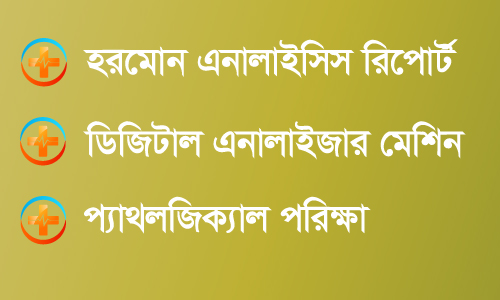 হরমোন এনালাইসিস রিপোর্ট
ডিজিটাল এনালাইজার মেশিন
প্যাথলজিক্যাল পরিক্ষা